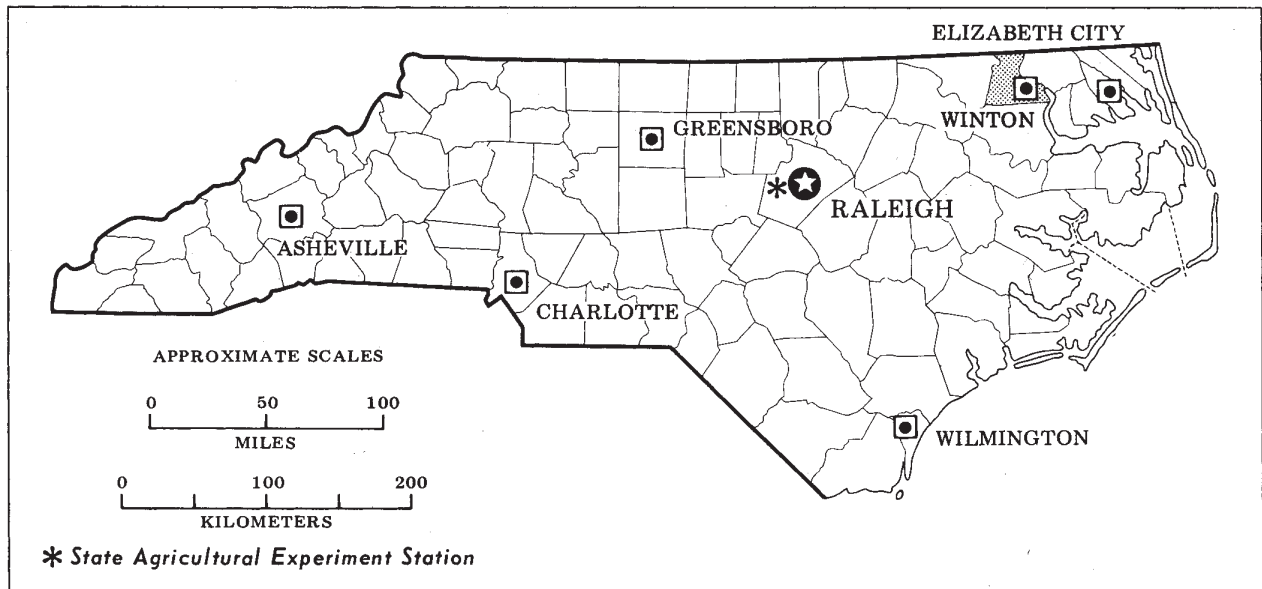 ELIZABETH CITY
WINTON
GREENSBORO
RALEIGH
ASHEVILLE
CHARLOTTE
WILMINGTON
APPROXIMATE SCALES
0 50 100
MILES
0 100 200
KILOMETERS
* State Agricultural Experiment Station